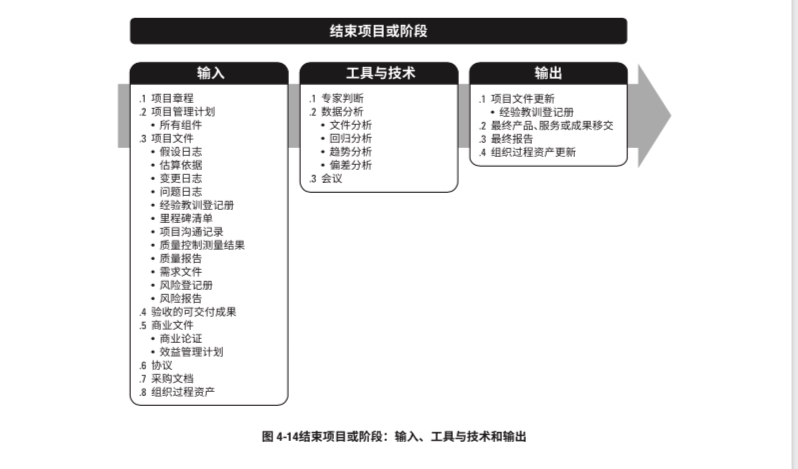 结束项目或阶段
输入
.1 项目章程
.2 项目管理计划
• 所有组件
.3 项目文件
• 假设日志
• 估算依据
• 变更日志
• 问题日志
• 经验教训登记册
• 里程碑清单
• 项目沟通记录
• 质量控制测量结果
• 质量报告
• 需求文件
• 风险登记册
• 风险报告
.4 验收的可交付成果
.5 商业文件
• 商业论证
• 效益管理计划
.6 协议
.7 采购文档
.8 组织过程资产
工具与技术
.1 专家判断
.2 数据分析
• 文件分析
• 回归分析
• 趋势分析
• 偏差分析
.3 会议
输出
.1 项目文件更新
• 经验教训登记册
.2 最终产品、服务或成果移交
.3 最终报告
.4 组织过程资产更新
图 4-14结束项目或阶段：输入、工具与技术和输出